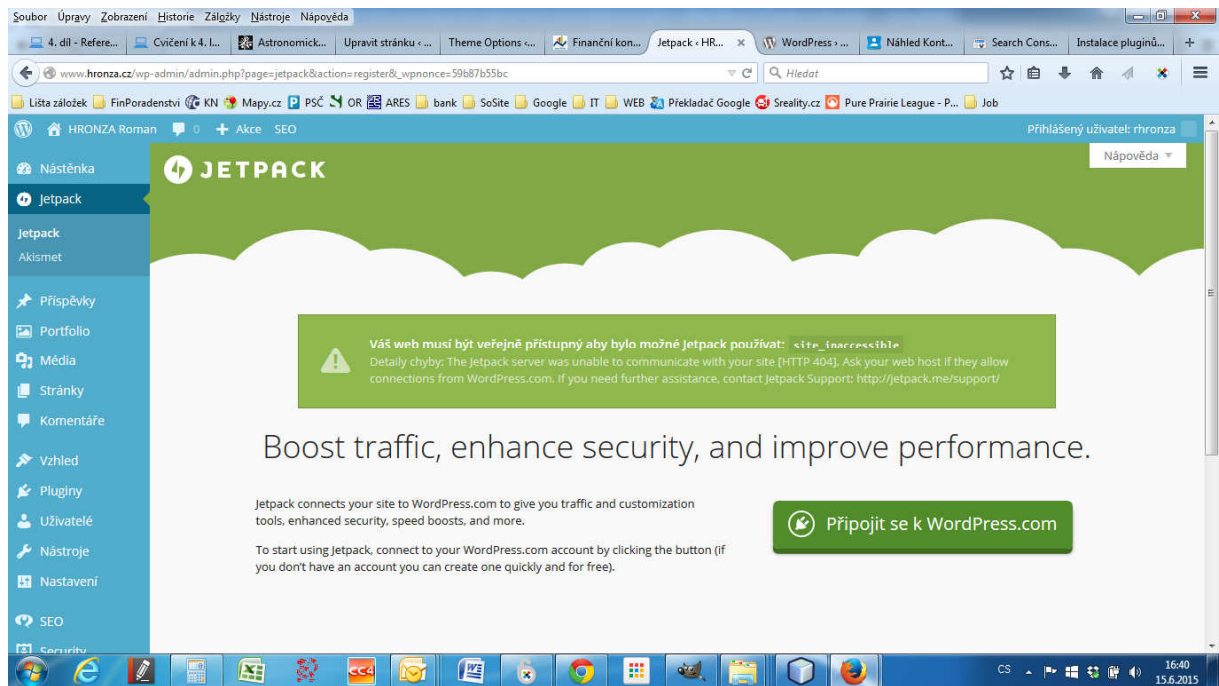 Soubor Úpravy Zobrazení Historie Záložky Nástroje Nápověda
4. díl - Refere... Cvičení k 4. l... Astronomick... Upravit stránku ‹ ... Theme Options ‹... Finanční kon... Jetpack ‹ HR... × WordPress › ... Náhled Kont... Search Cons... Instalace pluginů... +
www.hronza.cz/wp-admin/admin.php?page=jetpack&action=register&_wpnonce=59b87b55bc
Hledat
Lišta záložek FinPoradenstvi KN Mapy.cz PSČ OR ARES bank SoSite Google IT WEB Překladač Google Sreality.cz Pure Prairie League - P... Job
HRONZA Roman 0 + Akce SEO Přihlášený uživatel: rhronza
Nápověda
JETPACK
Nástěnka
Jetpack
Jetpack
Akismet
Příspěvky
Portfolio
Média
Stránky
Komentáře
Vzhled
Pluginy
Uživatelé
Nástroje
Nastavení
SEO
Security
Váš web musí být veřejně přístupný aby bylo možné Jetpack používat: site_inaccessible
Detaily chyby: The Jetpack server was unable to communicate with your site [HTTP 404]. Ask your web host if they allow
connections from WordPress.com. If you need further assistance, contact Jetpack Support: http://jetpack.me/support/
Boost traffic, enhance security, and improve performance.
Jetpack connects your site to WordPress.com to give you traffic and customization
tools, enhanced security, speed boosts, and more.
To start using Jetpack, connect to your WordPress.com account by clicking the button (if
you don't have an account you can create one quickly and for free).
Připojit se k WordPress.com
cc4
CS
16:40
15.6.2015